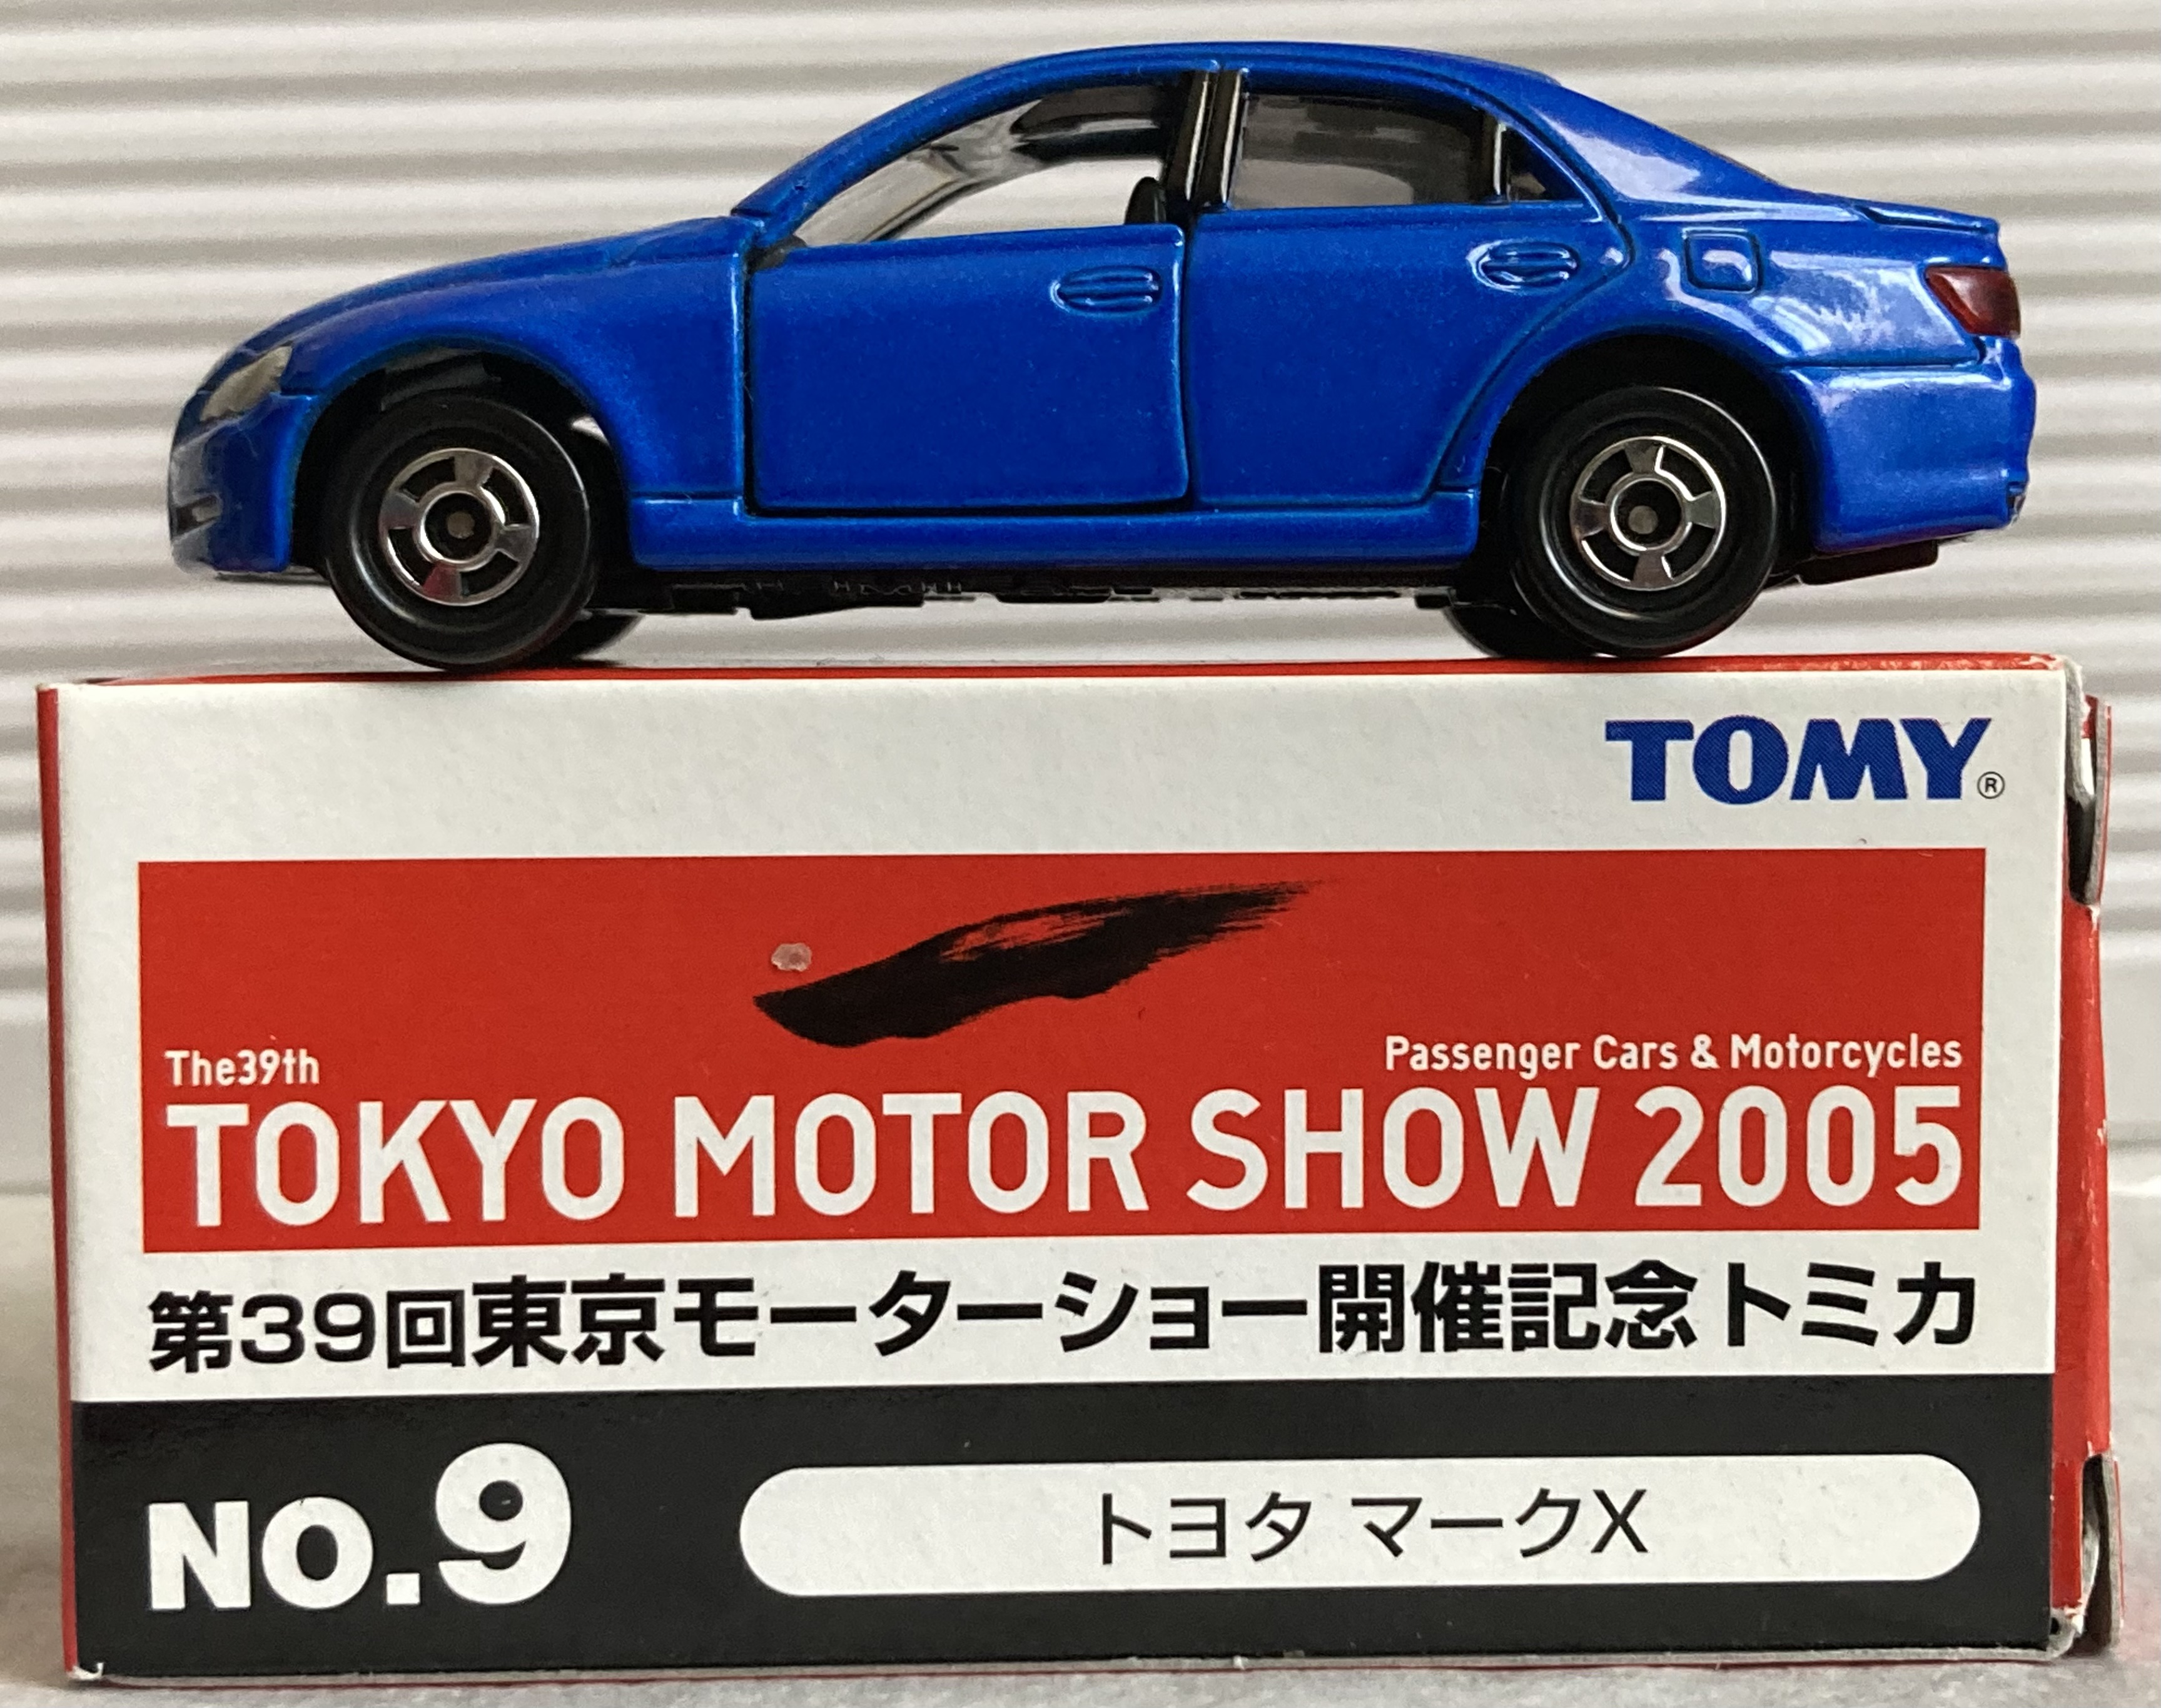 TOMY®
The39th
Passenger Cars & Motorcycles
TOKYO MOTOR SHOW 2005
第39回東京モーターショー開催記念トミカ
NO.9
トヨタ マークX